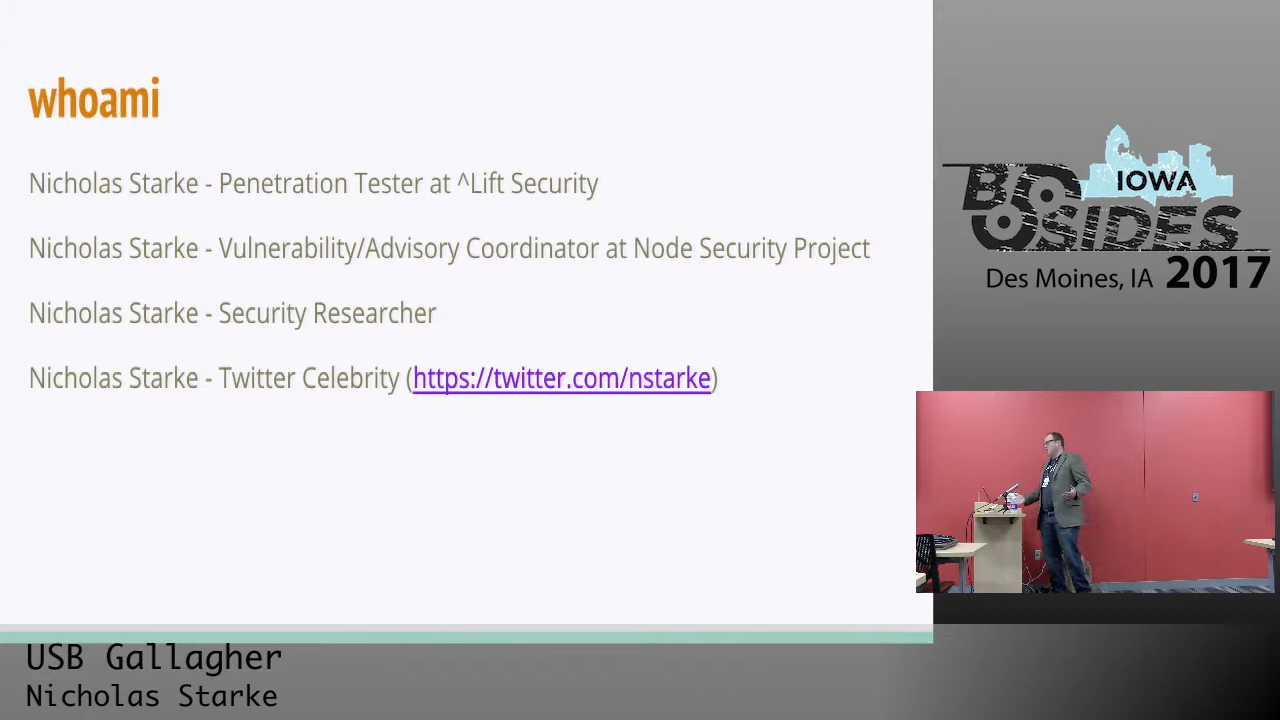 whoami
Nicholas Starke - Penetration Tester at ^Lift Security
Nicholas Starke - Vulnerability/Advisory Coordinator at Node Security Project
Nicholas Starke - Security Researcher
Nicholas Starke - Twitter Celebrity (https://twitter.com/nstarke)
IOWA
BSIDES
Des Moines, IA 2017
USB Gallagher
Nicholas Starke